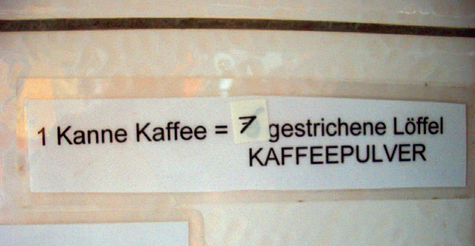 1 Kanne Kaffee = 7 gestrichene Löffel
KAFFEEPULVER